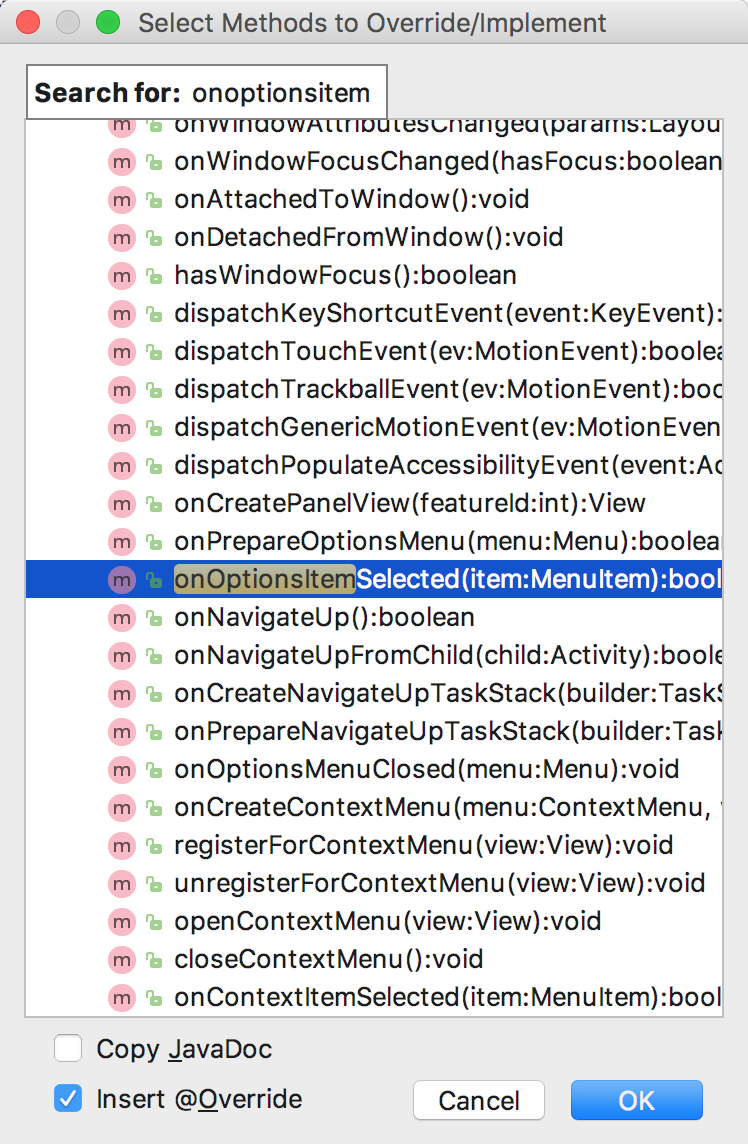 Select Methods to Override/Implement
Search for: onoptionsitem
m onWindowAttributesChanged(params:Layou
m onWindowFocusChanged(hasFocus:boolean
m onAttachedToWindow():void
m onDetachedFromWindow():void
m hasWindowFocus():boolean
m dispatchKeyShortcutEvent(event:KeyEvent):
m dispatchTouchEvent(ev:MotionEvent):boolea
m dispatchTrackballEvent(ev:MotionEvent):boo
m dispatchGenericMotionEvent(ev:MotionEven
m dispatchPopulateAccessibilityEvent(event:Ac
m onCreatePanelView(featureId:int):View
m onPrepareOptionsMenu(menu:Menu):boolean
m onOptionsItemSelected(item:MenuItem):bool
m onNavigateUp():boolean
m onNavigateUpFromChild(child:Activity):boole
m onCreateNavigateUpTaskStack(builder:TaskS
m onPrepareNavigateUpTaskStack(builder:Task
m onOptionsMenuClosed(menu:Menu):void
m onCreateContextMenu(menu:ContextMenu, v
m registerForContextMenu(view:View):void
m unregisterForContextMenu(view:View):void
m openContextMenu(view:View):void
m closeContextMenu():void
m onContextItemSelected(item:MenuItem):bool
Copy JavaDoc
Insert @Override
Cancel
OK